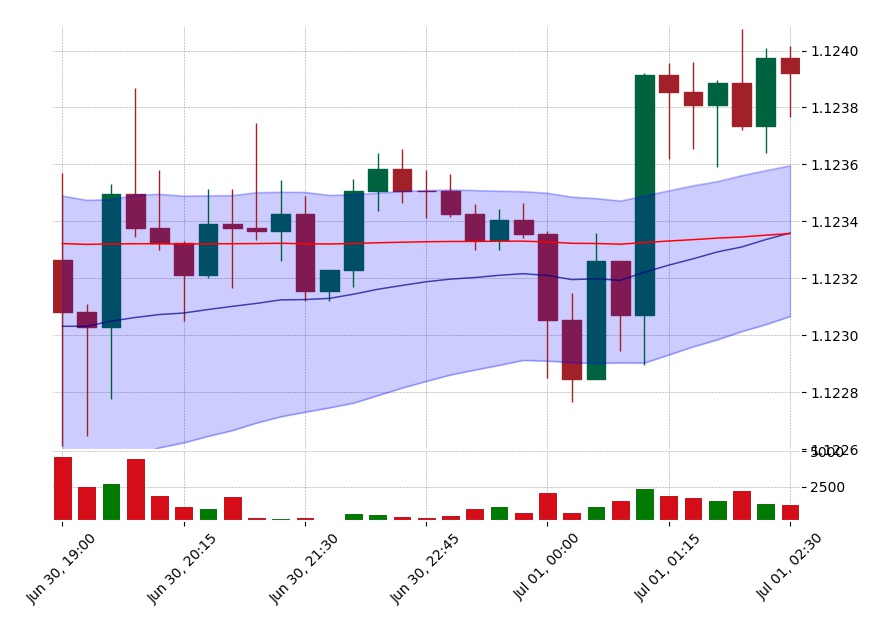 1.1240
1.1238
1.1236
1.1234
1.1232
1.1230
1.1228
1.1226
5000
2500
Jun 30, 19:00
Jun 30, 20:15
Jun 30, 21:30
Jun 30, 22:45
Jul 01, 00:00
Jul 01, 01:15
Jul 01, 02:30